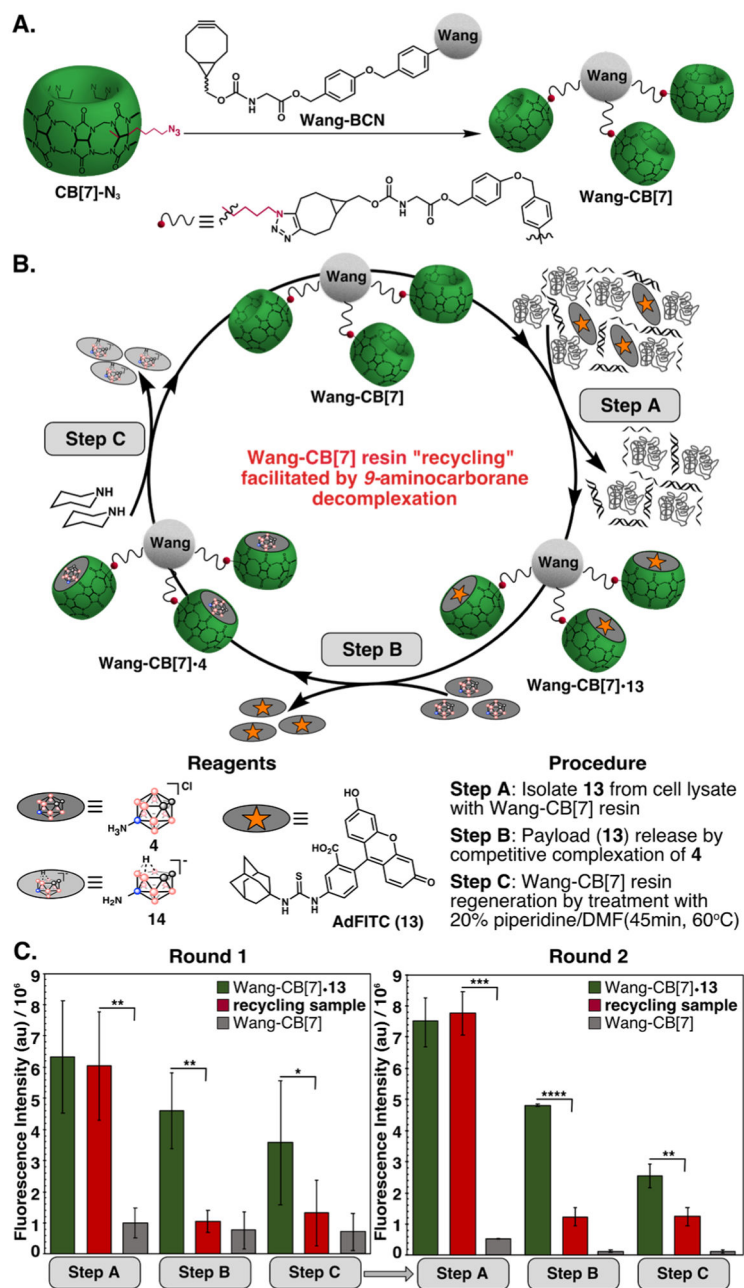 A.
Wang
H
N
O
O
O
O
O
Wang-BCN
N₃
CB[7]-N₃
Wang
Wang-CB[7]
≡
N
N=N
O
O
N
H
O
O
O
B.
Wang
Wang-CB[7]
Step A
Step C
Wang-CB[7] resin "recycling"
facilitated by 9-aminocarborane
decomplexation
NH
NH
Wang
Wang
Wang-CB[7]•4
Step B
Wang-CB[7]•13
Reagents
Procedure
≡
Cl
H₃N
4
≡
HO
HO₂C
O
O
S
N
H
N
H
AdFITC (13)
≡
H
-
H₂N
14
Step A: Isolate 13 from cell lysate
with Wang-CB[7] resin
Step B: Payload (13) release by
competitive complexation of 4
Step C: Wang-CB[7] resin
regeneration by treatment with
20% piperidine/DMF(45min, 60°C)
C.
Round 1
Round 2
Fluorescence Intensity (au) / 10⁶
9
8
7
6
5
4
3
2
1
0
Wang-CB[7]•13
recycling sample
Wang-CB[7]
**
**
*
Step A
Step B
Step C
Fluorescence Intensity (au) / 10⁶
9
8
7
6
5
4
3
2
1
0
Wang-CB[7]•13
recycling sample
Wang-CB[7]
***
****
**
Step A
Step B
Step C